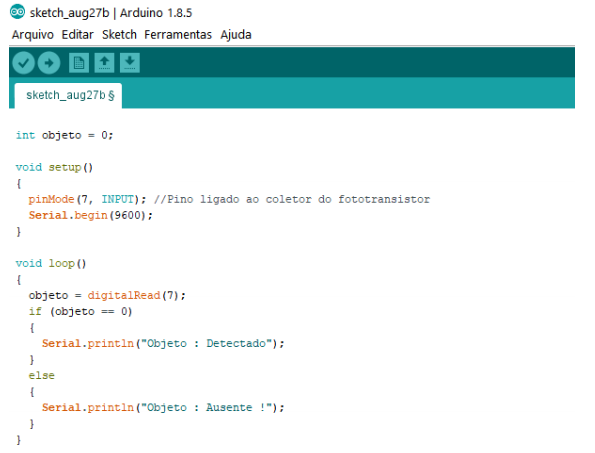 sketch_aug27b | Arduino 1.8.5
Arquivo Editar Sketch Ferramentas Ajuda
sketch_aug27b §
int objeto = 0;
void setup()
{
pinMode(7, INPUT); //Pino ligado ao coletor do fototransistor
Serial.begin(9600);
}
void loop()
{
objeto = digitalRead(7);
if (objeto == 0)
{
Serial.println("Objeto : Detectado");
}
else
{
Serial.println("Objeto : Ausente !");
}
}